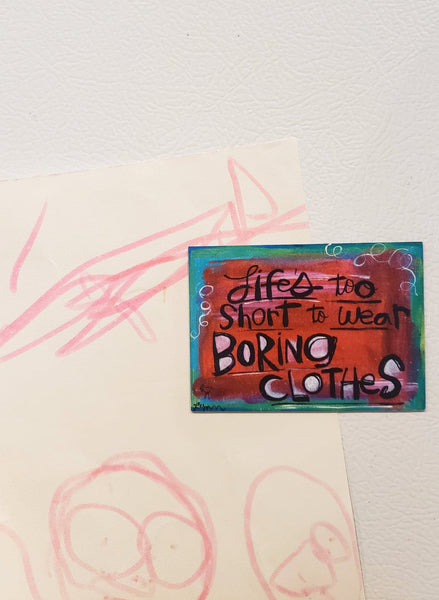 Lifes too
short to wear
BORING
CLOTHES